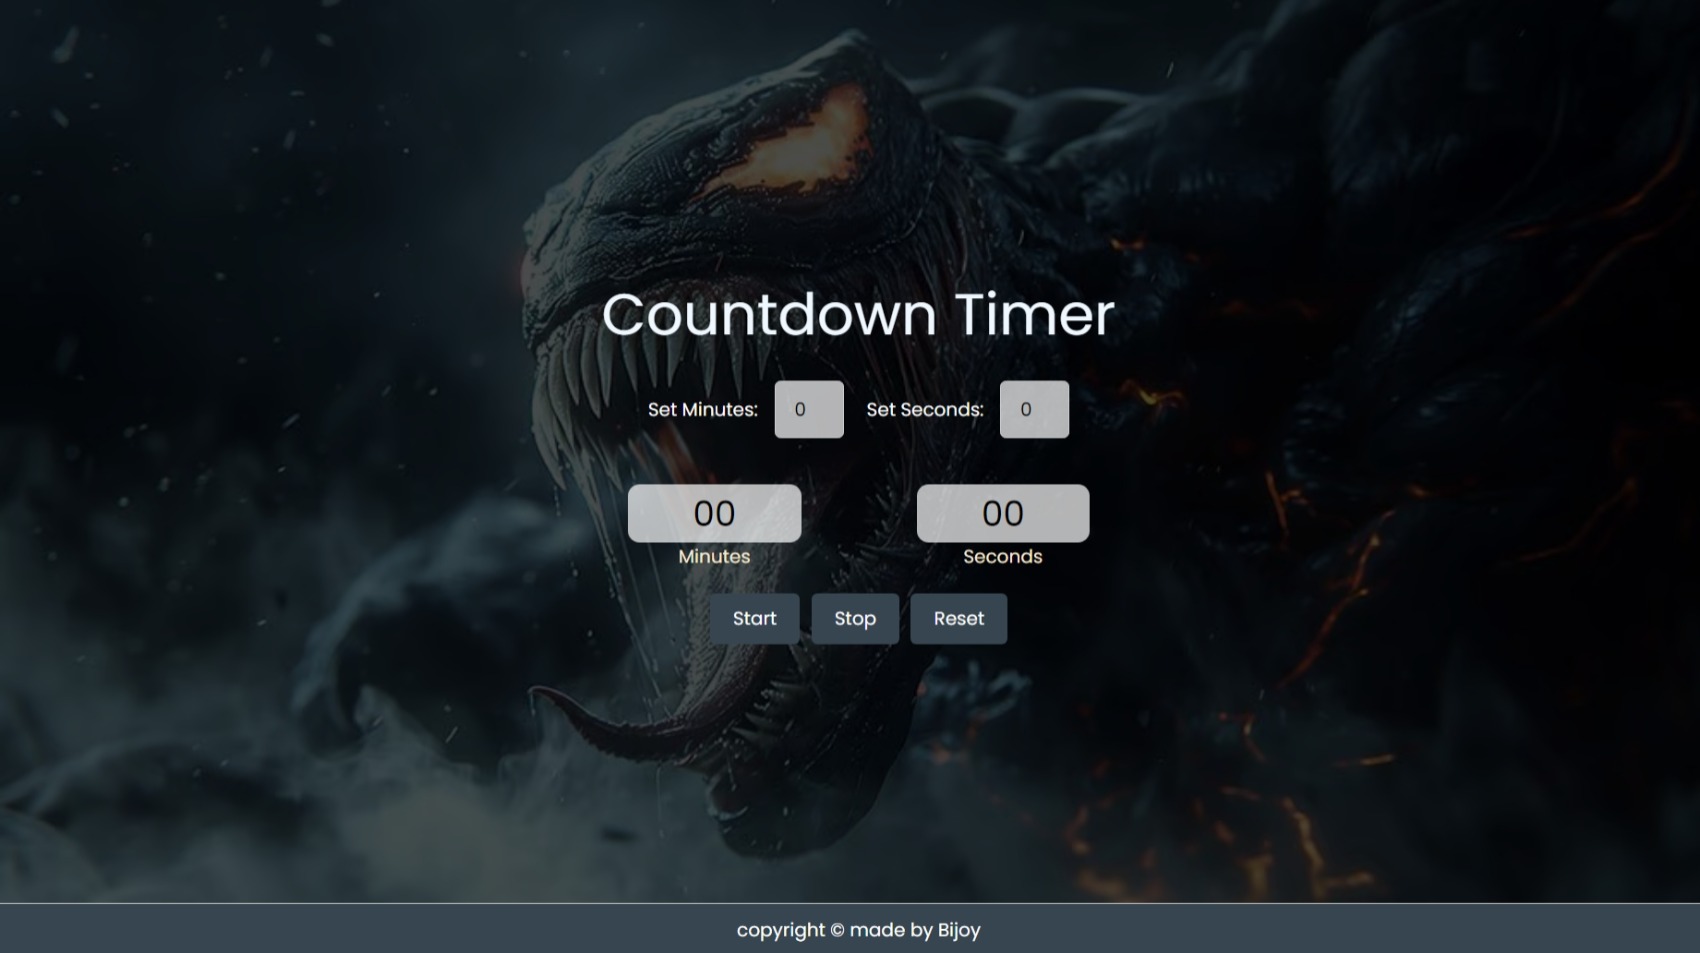 Countdown Timer
Set Minutes: 0 Set Seconds: 0
00 00
Minutes Seconds
Start Stop Reset
copyright © made by Bijoy